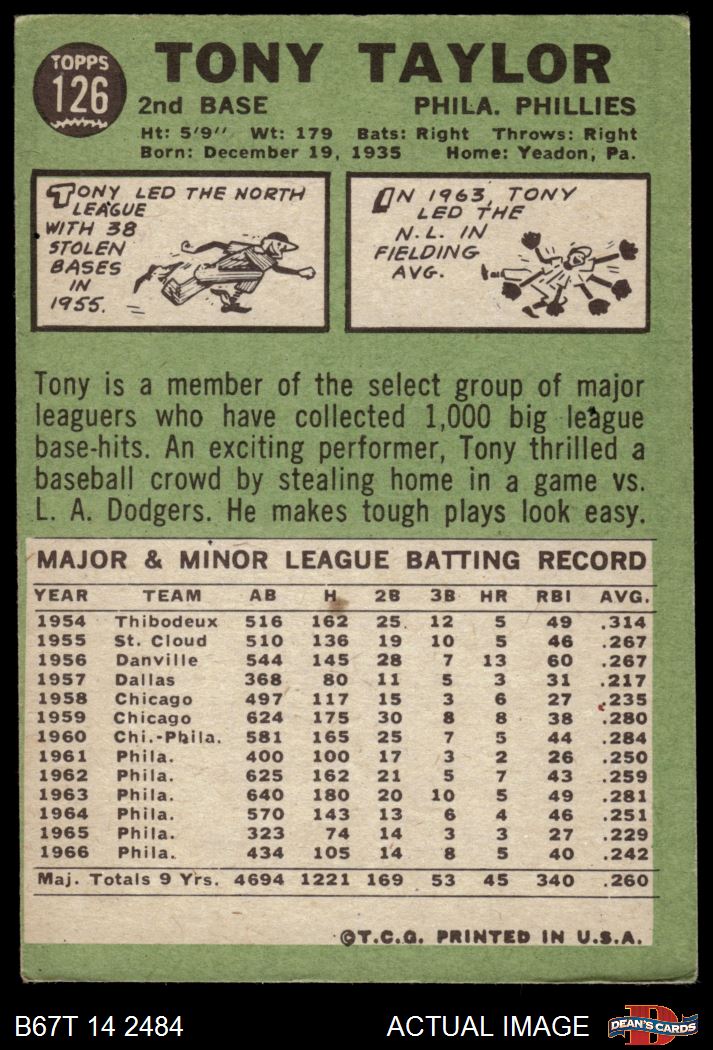 TOPPS
126
TONY TAYLOR
2nd BASE PHILA. PHILLIES
Ht: 5'9" Wt: 179 Bats: Right Throws: Right
Born: December 19, 1935 Home: Yeadon, Pa.
TONY LED THE NORTH
LEAGUE
WITH 38
STOLEN
BASES
IN
1955.
IN 1963, TONY
LED THE
N.L. IN
FIELDING
AVG.
Tony is a member of the select group of major
leaguers who have collected 1,000 big league
base-hits. An exciting performer, Tony thrilled a
baseball crowd by stealing home in a game vs.
L. A. Dodgers. He makes tough plays look easy.
MAJOR & MINOR LEAGUE BATTING RECORD
YEAR TEAM AB H 2B 3B HR RBI AVG.
1954 Thibodeux 516 162 25 12 5 49 .314
1955 St. Cloud 510 136 19 10 5 46 .267
1956 Danville 544 145 28 7 13 60 .267
1957 Dallas 368 80 11 5 3 31 .217
1958 Chicago 497 117 15 3 6 27 .235
1959 Chicago 624 175 30 8 8 38 .280
1960 Chi.-Phila. 581 165 25 7 5 44 .284
1961 Phila. 400 100 17 3 2 26 .250
1962 Phila. 625 162 21 5 7 43 .259
1963 Phila. 640 180 20 10 5 49 .281
1964 Phila. 570 143 13 6 4 46 .251
1965 Phila. 323 74 14 3 3 27 .229
1966 Phila. 434 105 14 8 5 40 .242
Maj. Totals 9 Yrs. 4694 1221 169 53 45 340 .260
©T.C.G. PRINTED IN U.S.A.
B67T 14 2484 ACTUAL IMAGE
D
DEAN'S CARDS